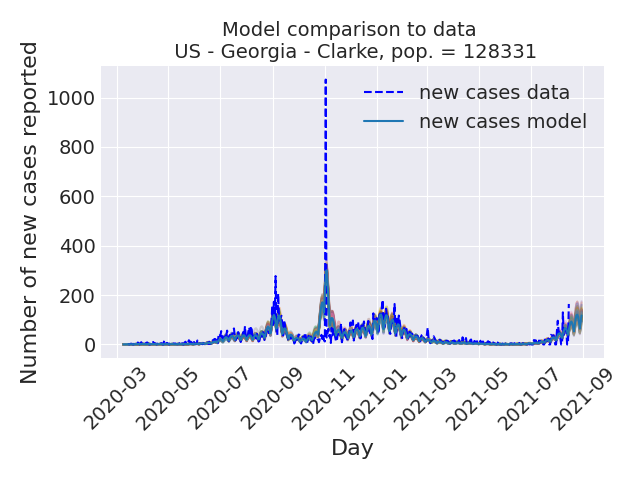 Model comparison to data
US - Georgia - Clarke, pop. = 128331
Number of new cases reported
1000
800
600
400
200
0
new cases data
new cases model
2020-03
2020-05
2020-07
2020-09
2020-11
2021-01
2021-03
2021-05
2021-07
2021-09
Day